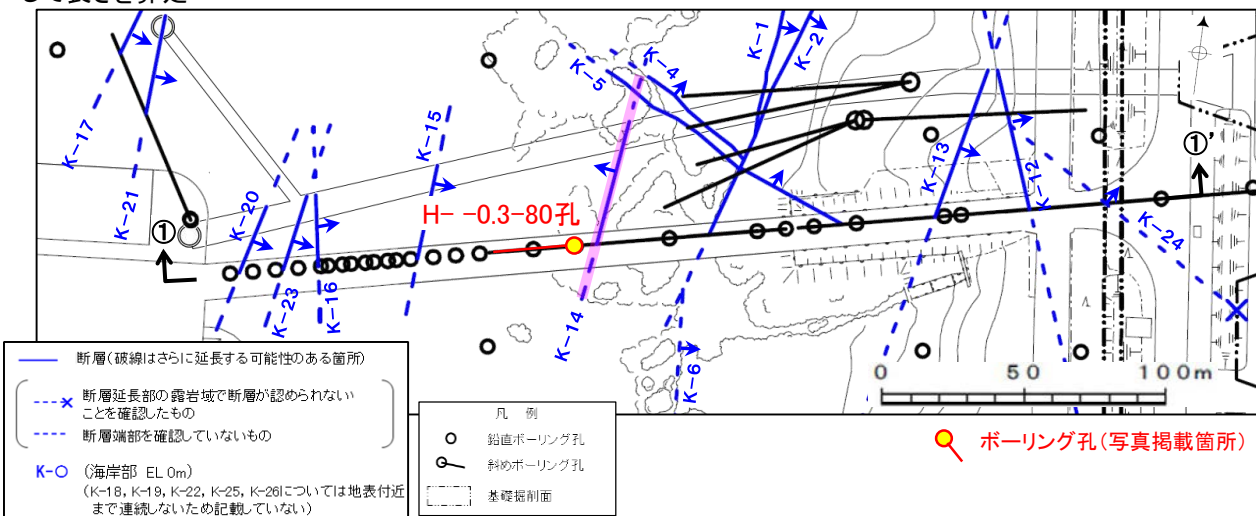 K-17
K-21
K-20
K-23
K-16
K-15
K-14
K-5
K-4
K-1
K-2
K-6
K-13
K-12
K-24
①
①’
H- -0.3-80孔
0 50 100m
断層(破線はさらに延長する可能性のある箇所)
断層延長部の露岩域で断層が認められない
ことを確認したもの
断層端部を確認していないもの
K-○ (海岸部 EL 0m)
(K-18, K-19, K-22, K-25, K-26については地表付近
まで連続しないため記載していない)
凡 例
鉛直ボーリング孔
斜めボーリング孔
基礎掘削面
ボーリング孔(写真掲載箇所)